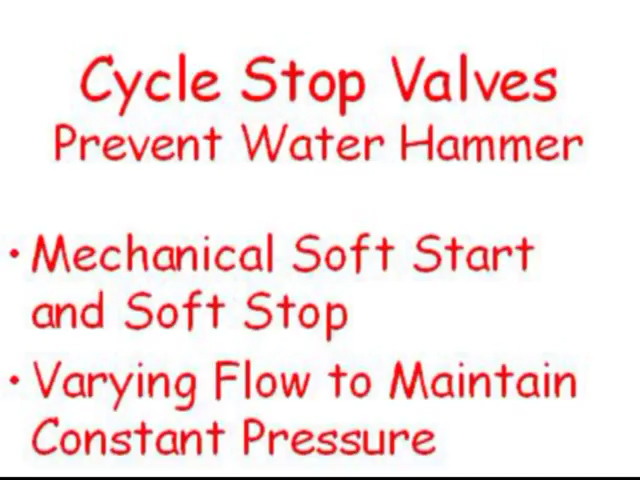 Cycle Stop Valves
Prevent Water Hammer
• Mechanical Soft Start
and Soft Stop
• Varying Flow to Maintain
Constant Pressure